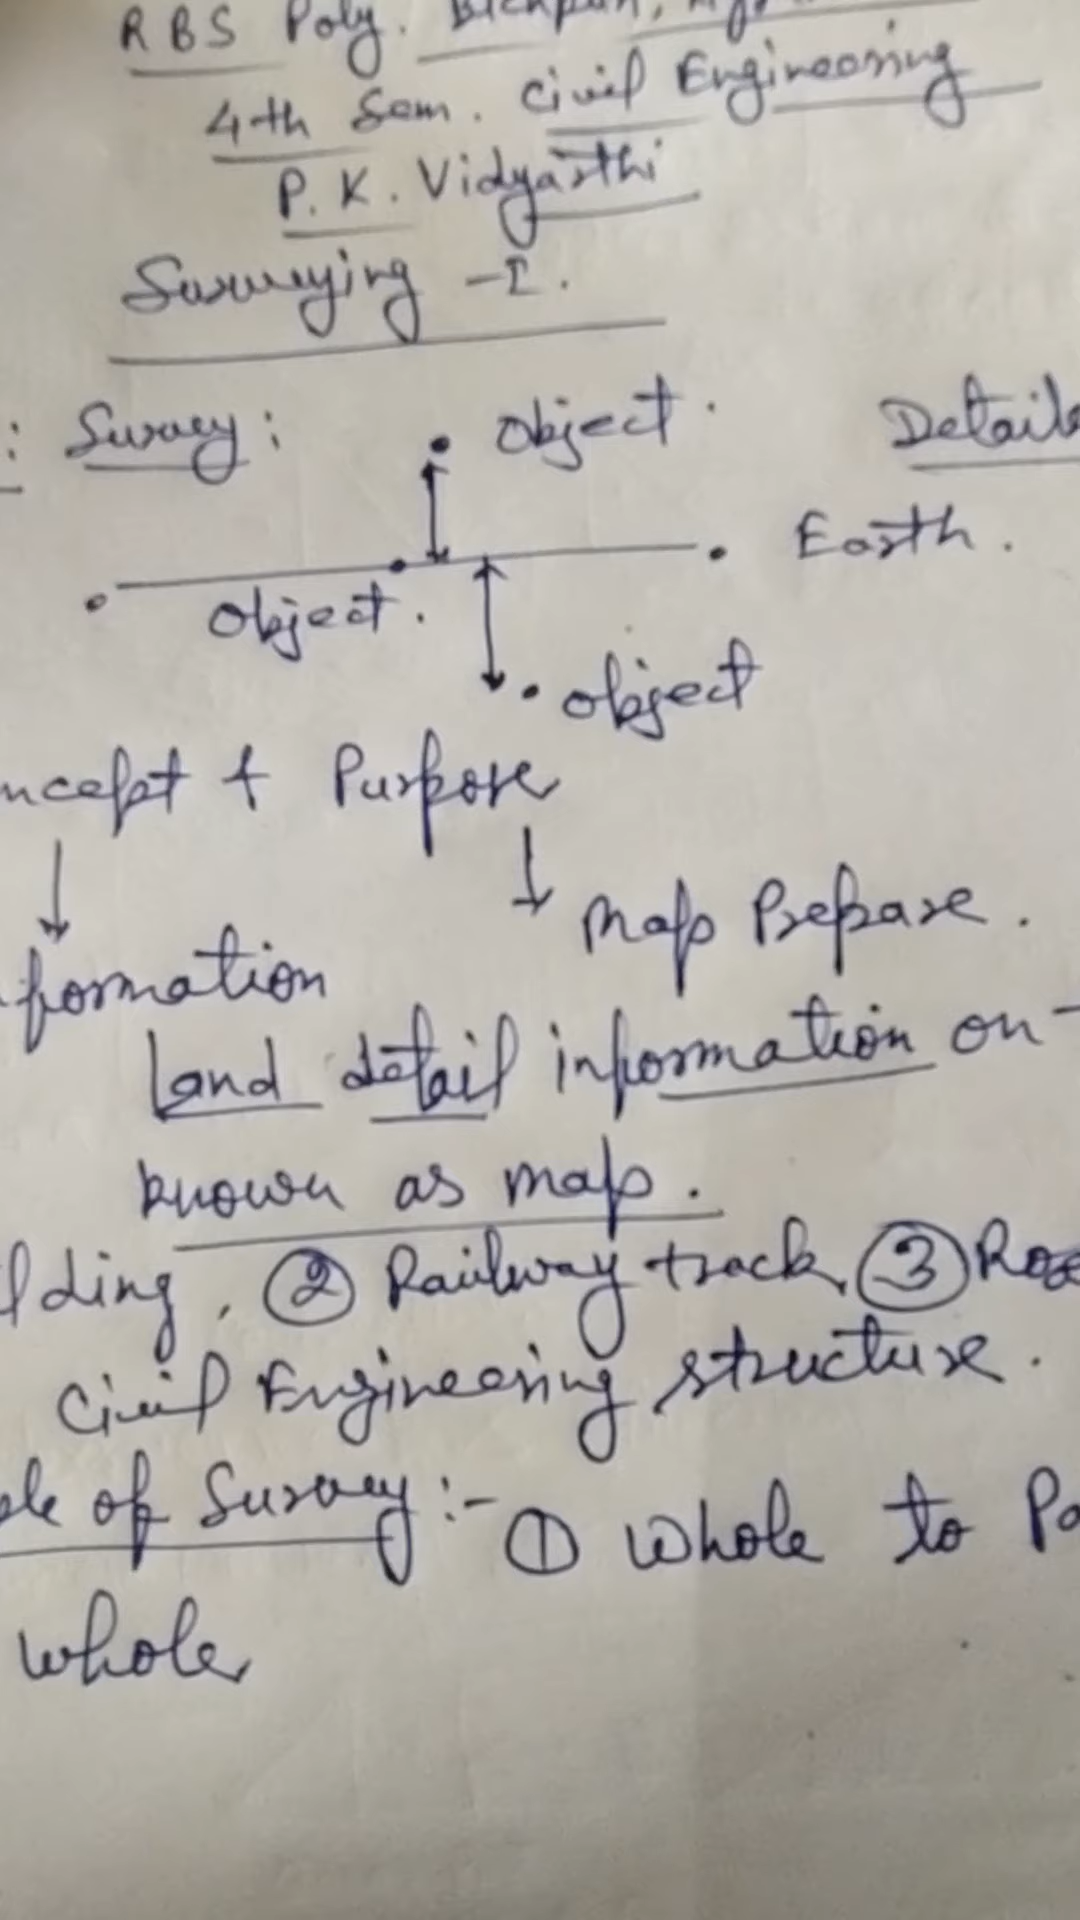 RBS Poly.
4th Sem. Civil Engineering
P. K. Vidyarthi
Surveying -I.
: Survey: Object. Details
Earth.
Object.
object
ncept + Purpose
Map Prepare.
formation
Land detail information on
known as map.
lding, ② Railway track, ③
Civil Engineering structure.
ple of Survey:- ① Whole to Pa
whole